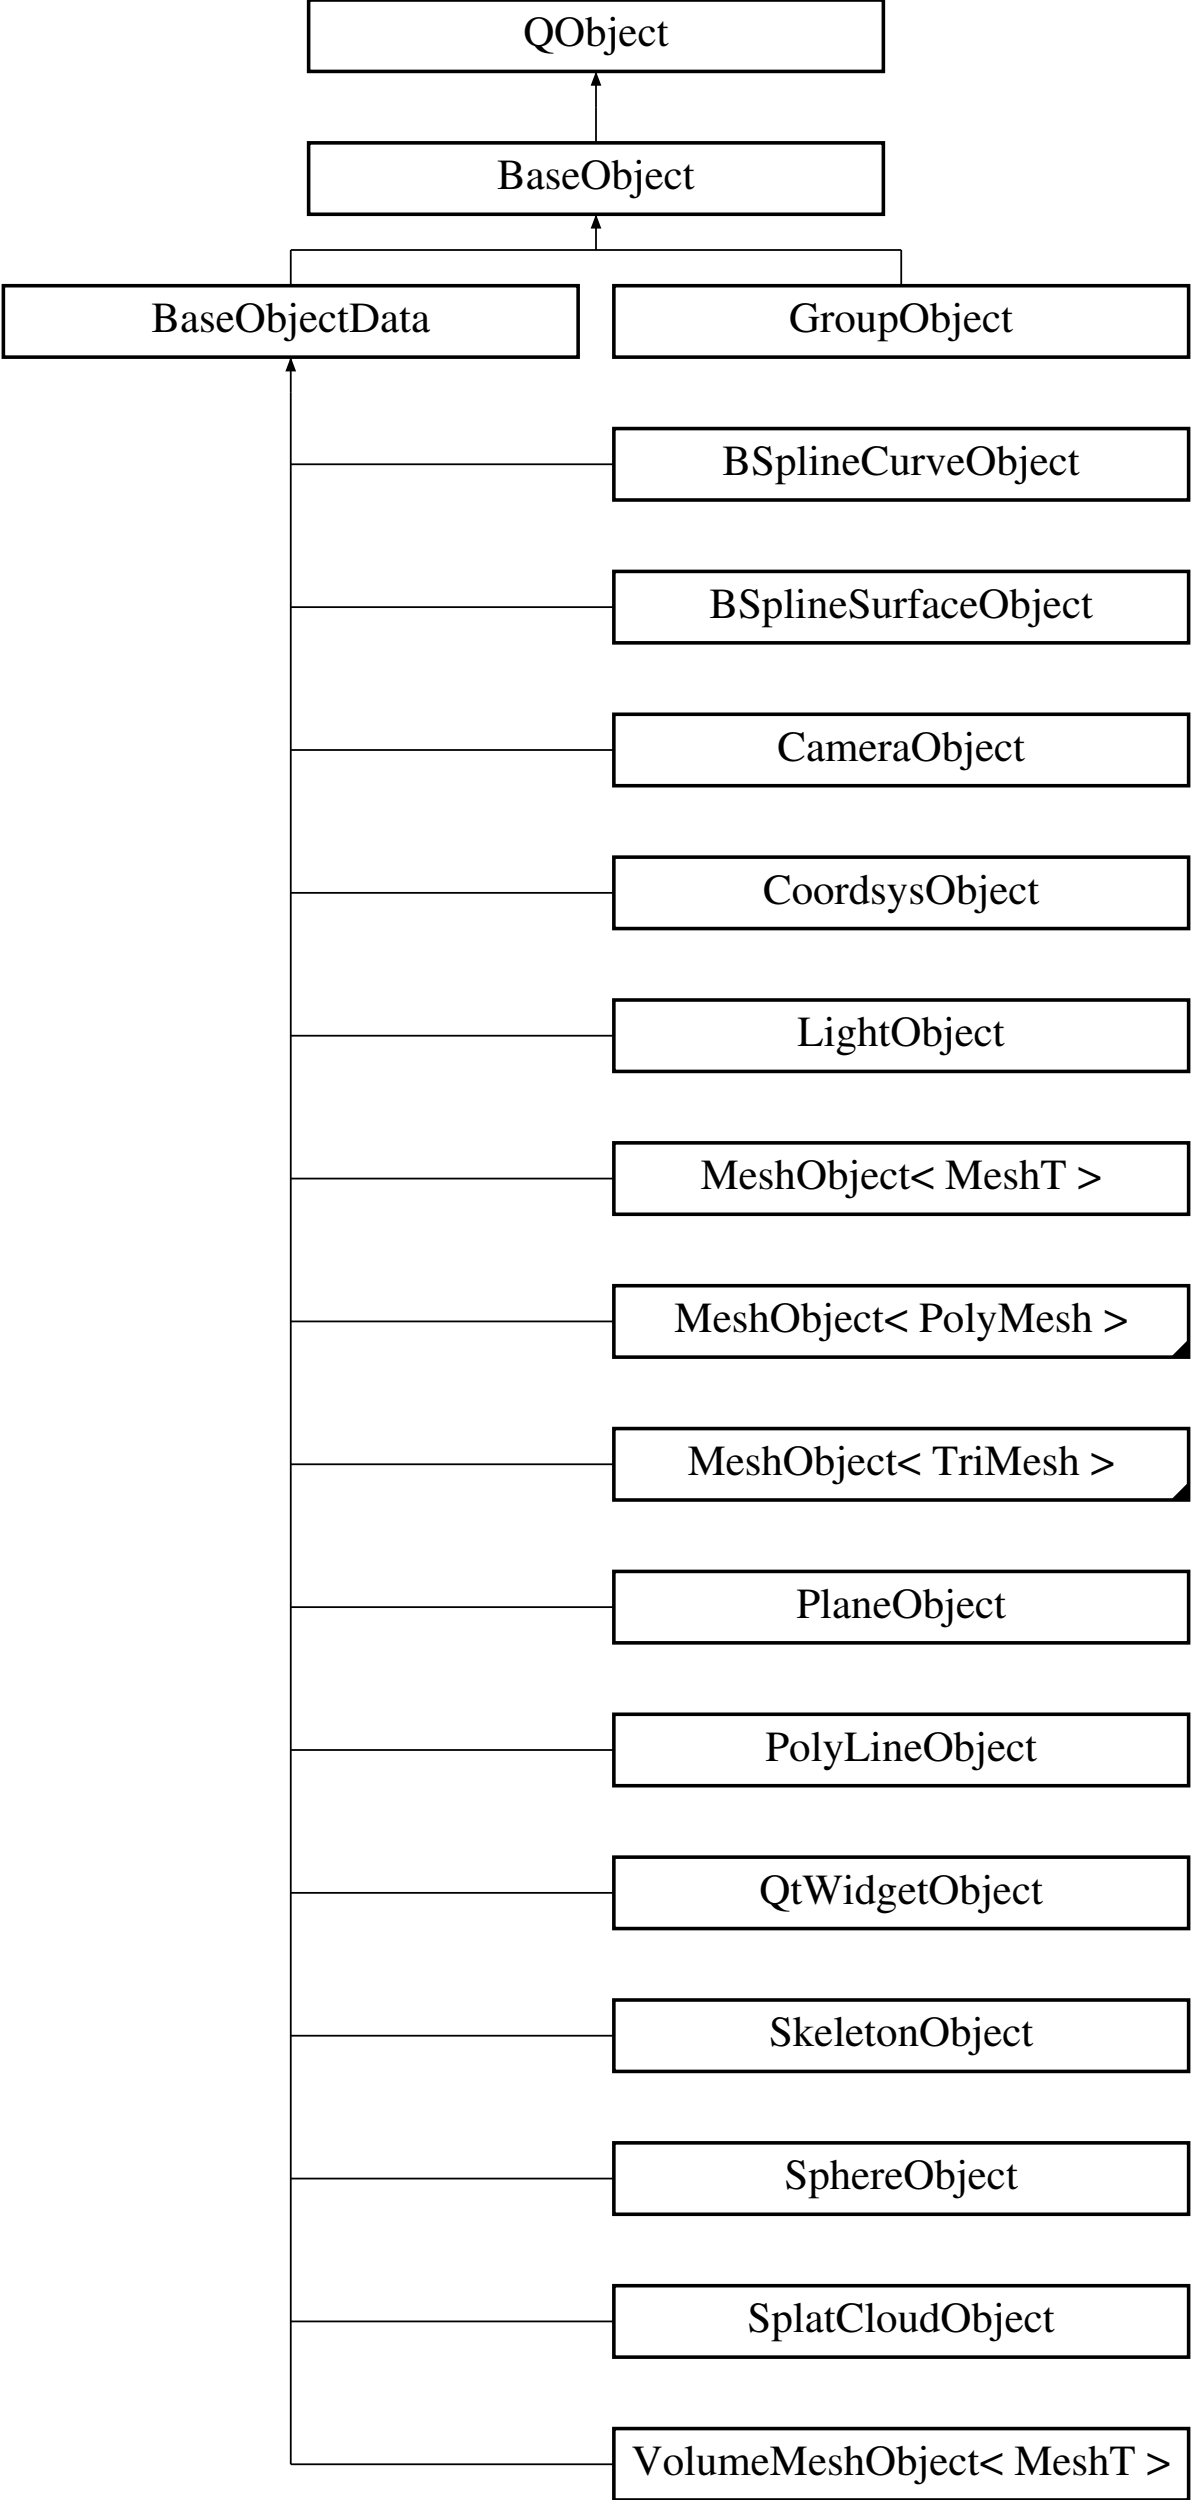 QObject
BaseObject
BaseObjectData
GroupObject
BSplineCurveObject
BSplineSurfaceObject
CameraObject
CoordsysObject
LightObject
MeshObject< MeshT >
MeshObject< PolyMesh >
MeshObject< TriMesh >
PlaneObject
PolyLineObject
QtWidgetObject
SkeletonObject
SphereObject
SplatCloudObject
VolumeMeshObject< MeshT >